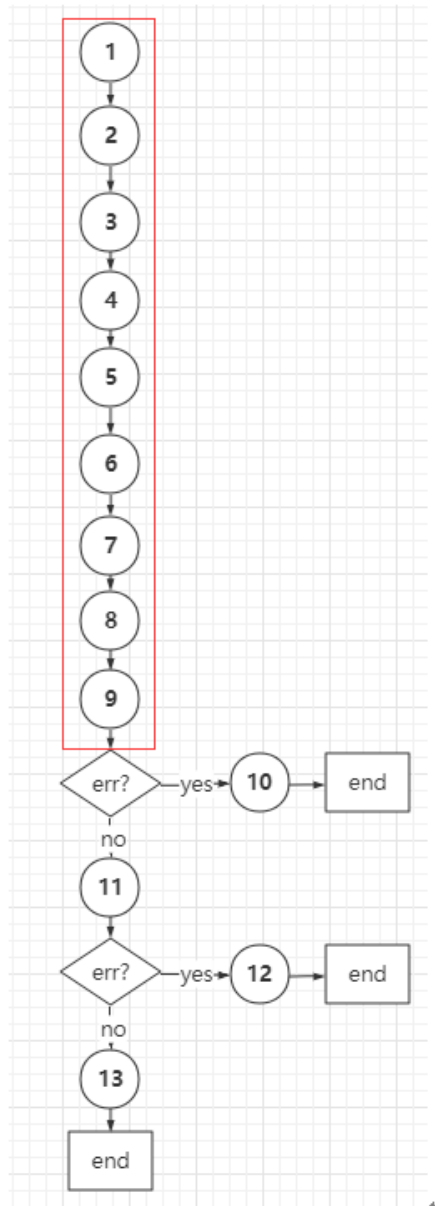 1
2
3
4
5
6
7
8
9
err? yes 10 end
no
11
err? yes 12 end
no
13
end